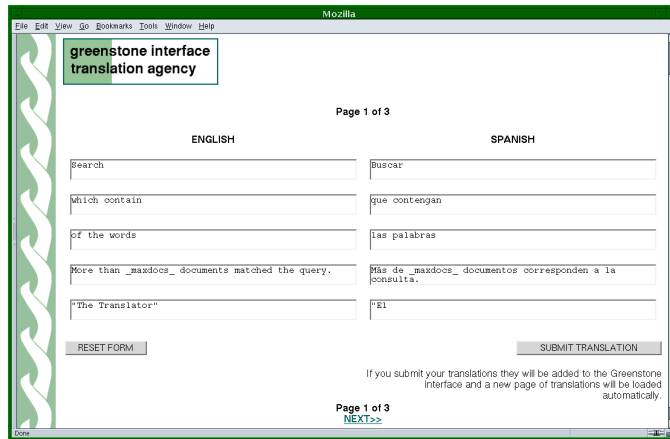 Mozilla
File Edit View Go Bookmarks Tools Window Help
greenstone interface
translation agency
Page 1 of 3
ENGLISH SPANISH
Search Buscar
which contain que contengan
of the words las palabras
More than _maxdocs_ documents matched the query. Más de _maxdocs_ documentos corresponden a la
consulta.
"The Translator" "El
RESET FORM SUBMIT TRANSLATION
If you submit your translations they will be added to the Greenstone
interface and a new page of translations will be loaded
automatically.
Page 1 of 3
NEXT>>
Done